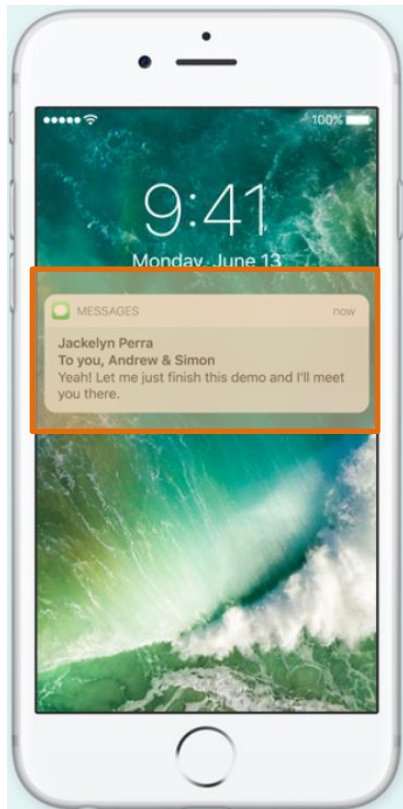 100%
9:41
Monday, June 13
MESSAGES now
Jackelyn Perra
To you, Andrew & Simon
Yeah! Let me just finish this demo and I'll meet
you there.